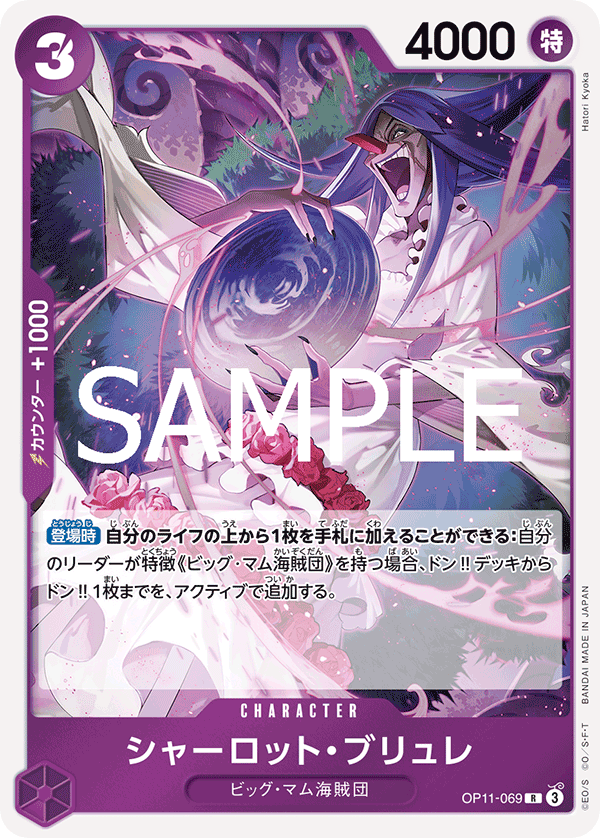 3
4000 特
Hatori Kyoka
カウンター +1000
SAMPLE
登場時 自分のライフの上から1枚を手札に加えることができる:自分
のリーダーが特徴《ビッグ・マム海賊団》を持つ場合、ドン!!デッキから
ドン!!1枚までを、アクティブで追加する。
CHARACTER
シャーロット・ブリュレ
ビッグ・マム海賊団
OP11-069 R 3
©E.O/S ©O/S・F・T BANDAI MADE IN JAPAN